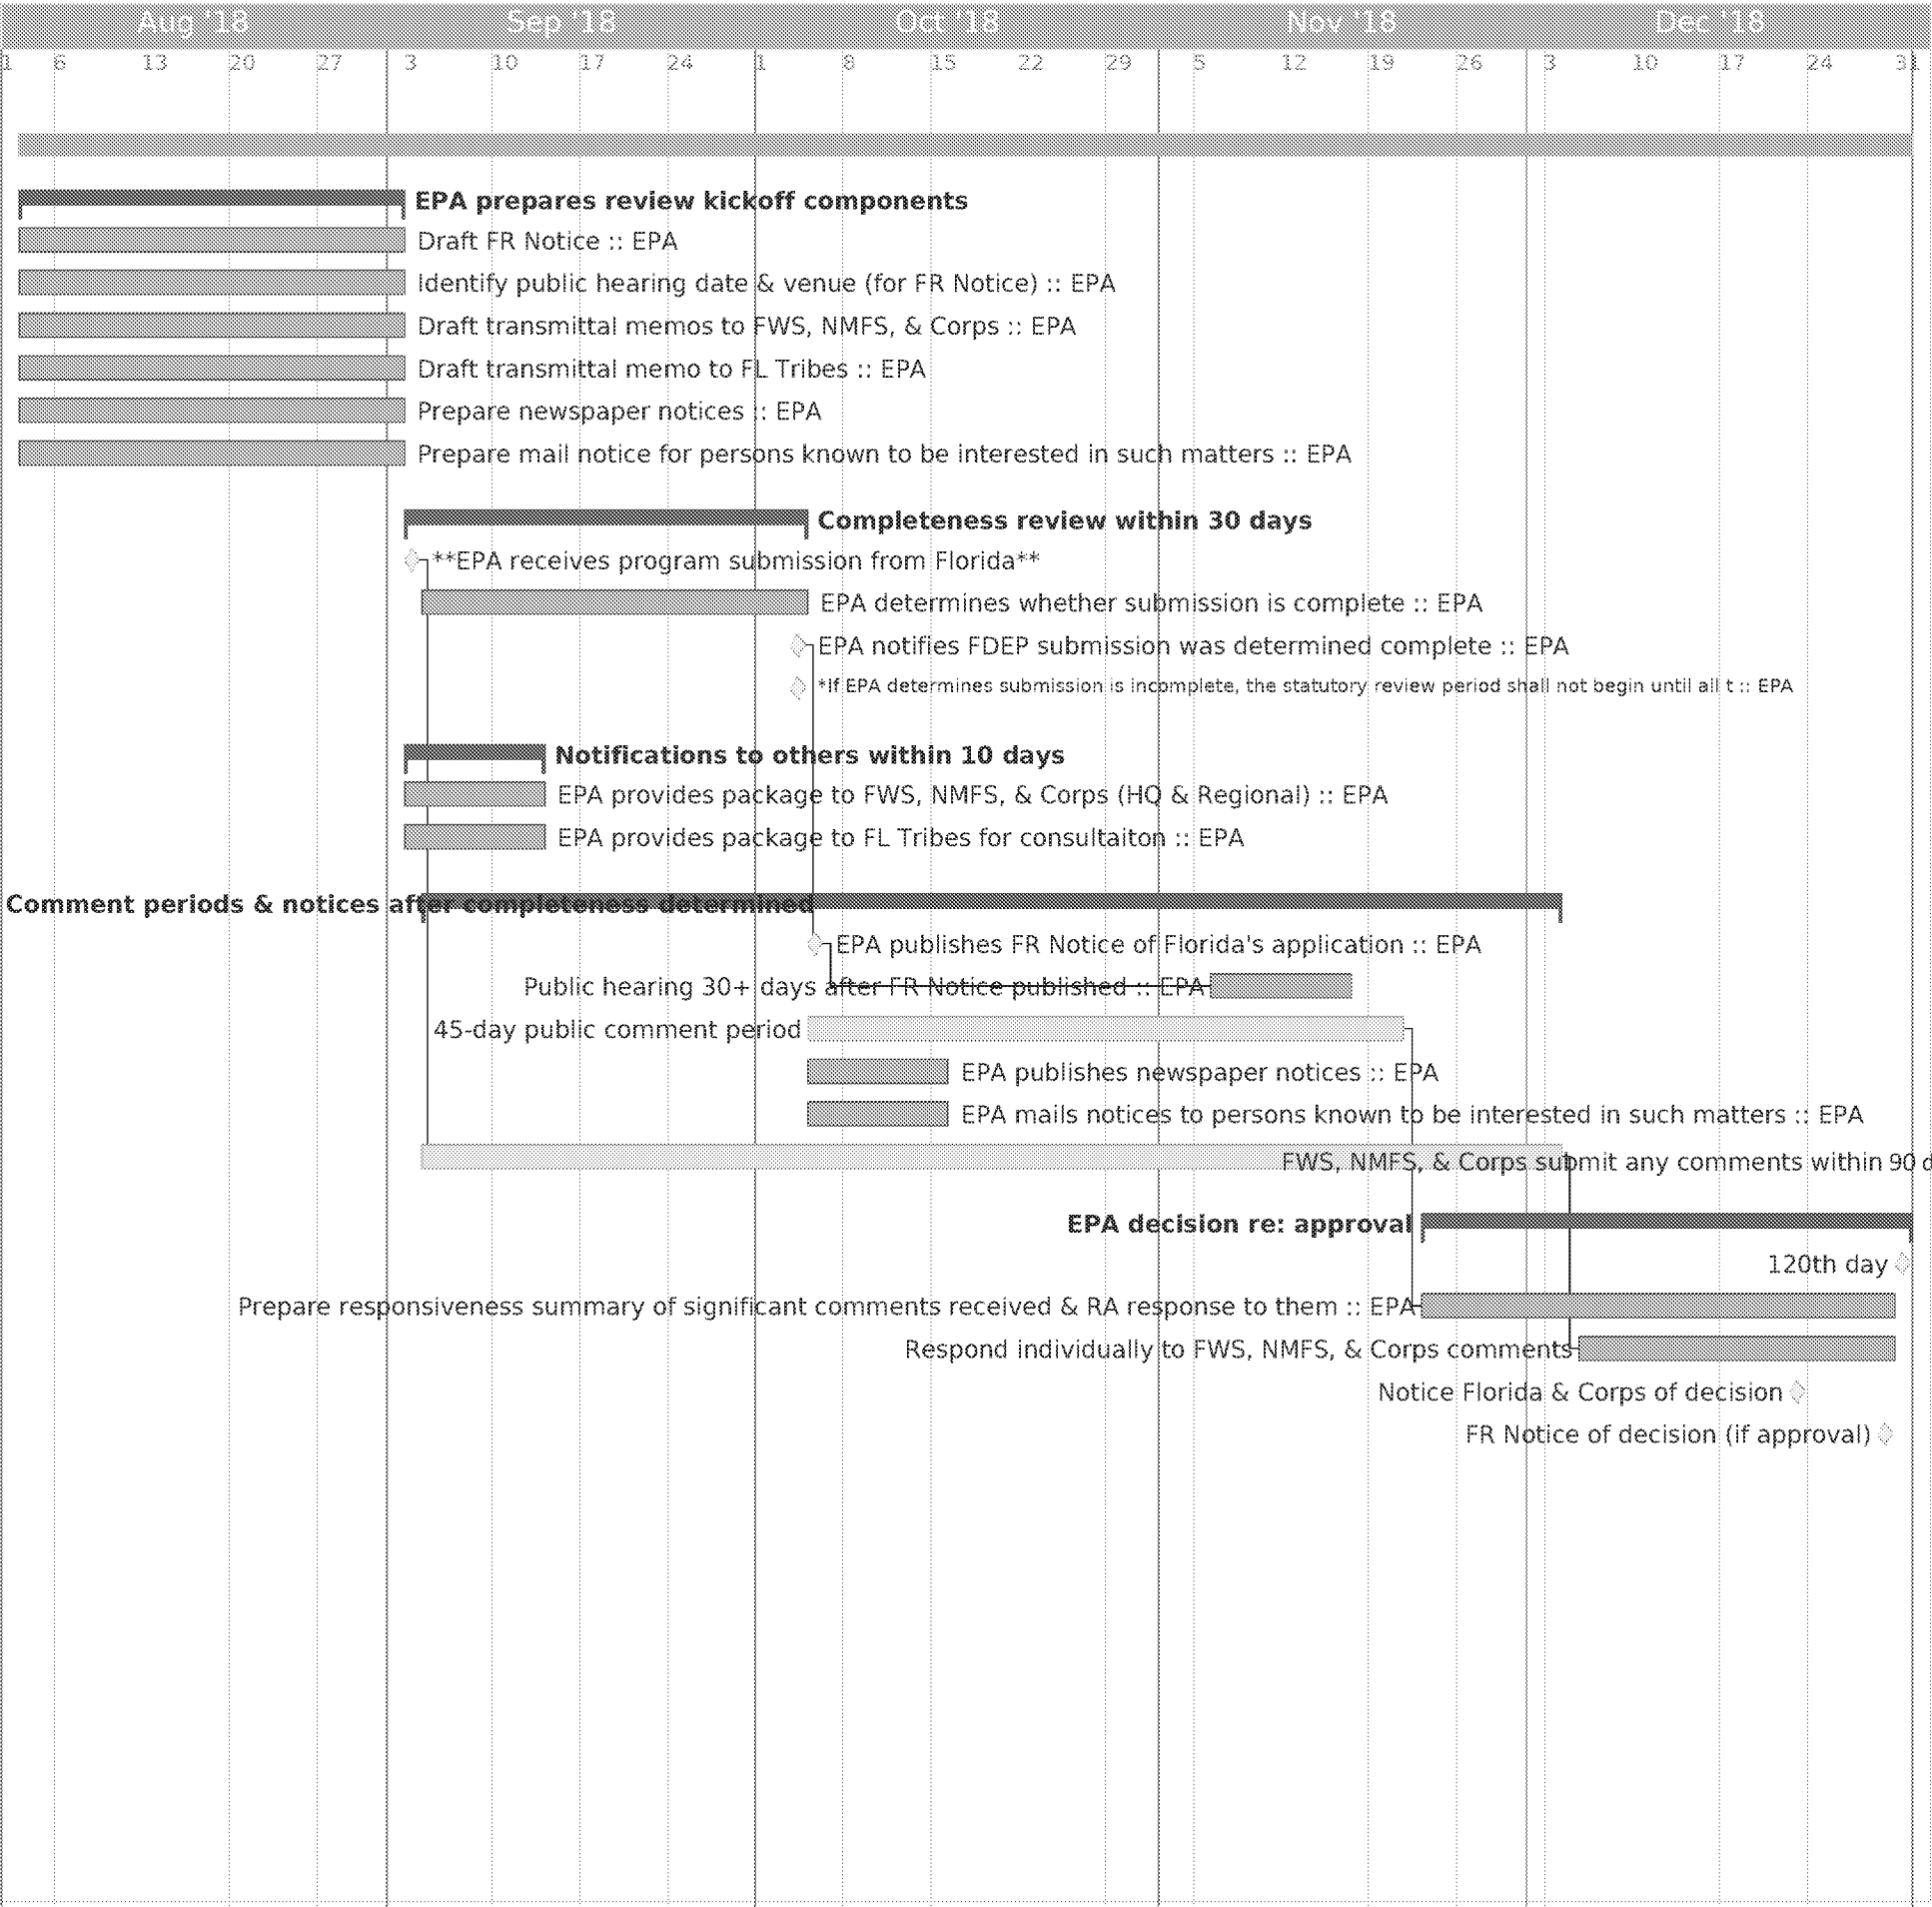 Aug '18 Sep '18 Oct '18 Nov '18 Dec '18
1 6 13 20 27 3 10 17 24 1 8 15 22 29 5 12 19 26 3 10 17 24 31
EPA prepares review kickoff components
Draft FR Notice :: EPA
Identify public hearing date & venue (for FR Notice) :: EPA
Draft transmittal memos to FWS, NMFS, & Corps :: EPA
Draft transmittal memo to FL Tribes :: EPA
Prepare newspaper notices :: EPA
Prepare mail notice for persons known to be interested in such matters :: EPA
Completeness review within 30 days
**EPA receives program submission from Florida**
EPA determines whether submission is complete :: EPA
EPA notifies FDEP submission was determined complete :: EPA
*If EPA determines submission is incomplete, the statutory review period shall not begin until all t :: EPA
Notifications to others within 10 days
EPA provides package to FWS, NMFS, & Corps (HQ & Regional) :: EPA
EPA provides package to FL Tribes for consultaiton :: EPA
Comment periods & notices after completeness determined
EPA publishes FR Notice of Florida's application :: EPA
Public hearing 30+ days after FR Notice published :: EPA
45-day public comment period
EPA publishes newspaper notices :: EPA
EPA mails notices to persons known to be interested in such matters :: EPA
FWS, NMFS, & Corps submit any comments within 90 d
EPA decision re: approval
120th day
Prepare responsiveness summary of significant comments received & RA response to them :: EPA
Respond individually to FWS, NMFS, & Corps comments
Notice Florida & Corps of decision
FR Notice of decision (if approval)